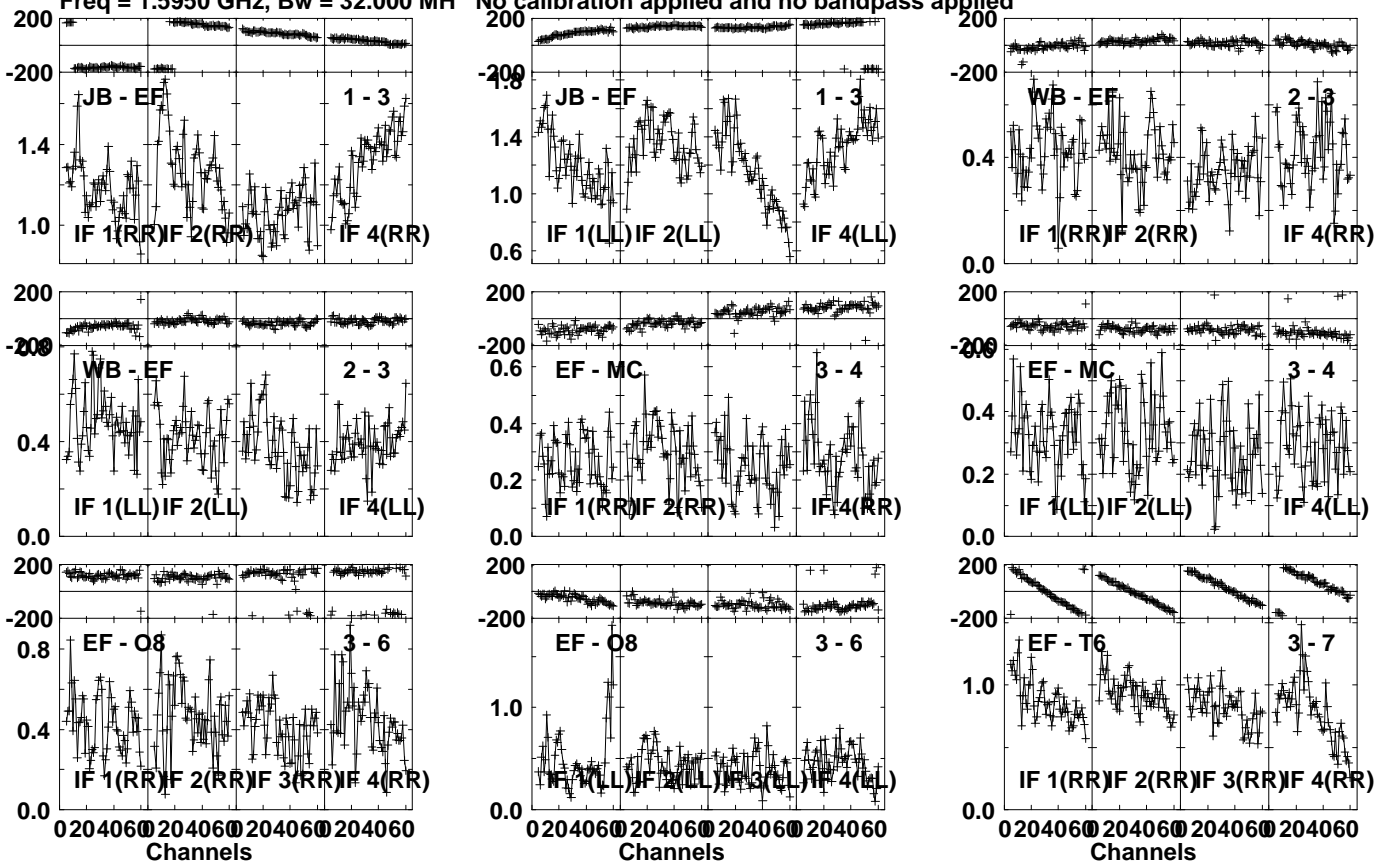 Freq = 1.5950 GHz, Bw = 32.000 MH No calibration applied and no bandpass applied
200
-200
JB - EF 1 - 3
1.4
1.0
IF 1(RR) IF 2(RR) IF 4(RR)
200
-200
1.8
JB - EF 1 - 3
1.4
1.0
0.6
IF 1(LL) IF 2(LL) IF 4(LL)
200
-200
WB - EF 2 - 3
0.4
0.0
IF 1(RR) IF 2(RR) IF 4(RR)
200
-200
0.8
WB - EF 2 - 3
0.4
0.0
IF 1(LL) IF 2(LL) IF 4(LL)
200
-200
0.6
EF - MC 3 - 4
0.4
0.2
0.0
IF 1(RR) IF 2(RR) IF 4(RR)
200
-200
0.6
EF - MC 3 - 4
0.4
0.2
0.0
IF 1(LL) IF 2(LL) IF 4(LL)
200
-200
0.8
EF - O8 3 - 6
0.4
0.0
IF 1(RR) IF 2(RR) IF 3(RR) IF 4(RR)
0 20 40 60 0 20 40 60 0 20 40 60 0 20 40 60
Channels
200
-200
EF - O8 3 - 6
1.0
0.0
IF 1(LL) IF 2(LL) IF 3(LL) IF 4(LL)
0 20 40 60 0 20 40 60 0 20 40 60 0 20 40 60
Channels
200
-200
EF - T6 3 - 7
1.0
0.0
IF 1(RR) IF 2(RR) IF 3(RR) IF 4(RR)
0 20 40 60 0 20 40 60 0 20 40 60 0 20 40 60
Channels